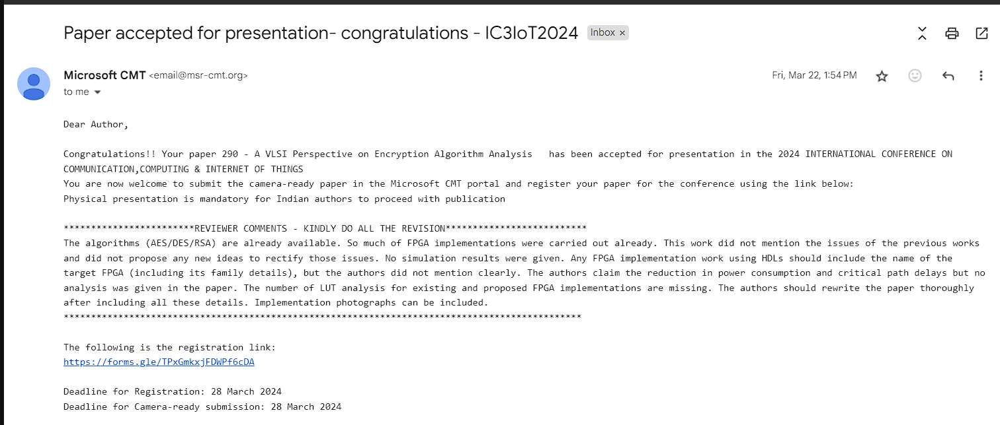 Paper accepted for presentation- congratulations - IC3IoT2024 Inbox ×
Microsoft CMT <email@msr-cmt.org> Fri, Mar 22, 1:54 PM
to me
Dear Author,
Congratulations!! Your paper 290 - A VLSI Perspective on Encryption Algorithm Analysis   has been accepted for presentation in the 2024 INTERNATIONAL CONFERENCE ON
COMMUNICATION,COMPUTING & INTERNET OF THINGS
You are now welcome to submit the camera-ready paper in the Microsoft CMT portal and register your paper for the conference using the link below:
Physical presentation is mandatory for Indian authors to proceed with publication
************************REVIEWER COMMENTS - KINDLY DO ALL THE REVISION**************************
The algorithms (AES/DES/RSA) are already available. So much of FPGA implementations were carried out already. This work did not mention the issues of the previous works
and did not propose any new ideas to rectify those issues. No simulation results were given. Any FPGA implementation work using HDLs should include the name of the
target FPGA (including its family details), but the authors did not mention clearly. The authors claim the reduction in power consumption and critical path delays but no
analysis was given in the paper. The number of LUT analysis for existing and proposed FPGA implementations are missing. The authors should rewrite the paper thoroughly
after including all these details. Implementation photographs can be included.
***********************************************************************************************
The following is the registration link:
https://forms.gle/TPxGmkxjFDWPf6cDA
Deadline for Registration: 28 March 2024
Deadline for Camera-ready submission: 28 March 2024